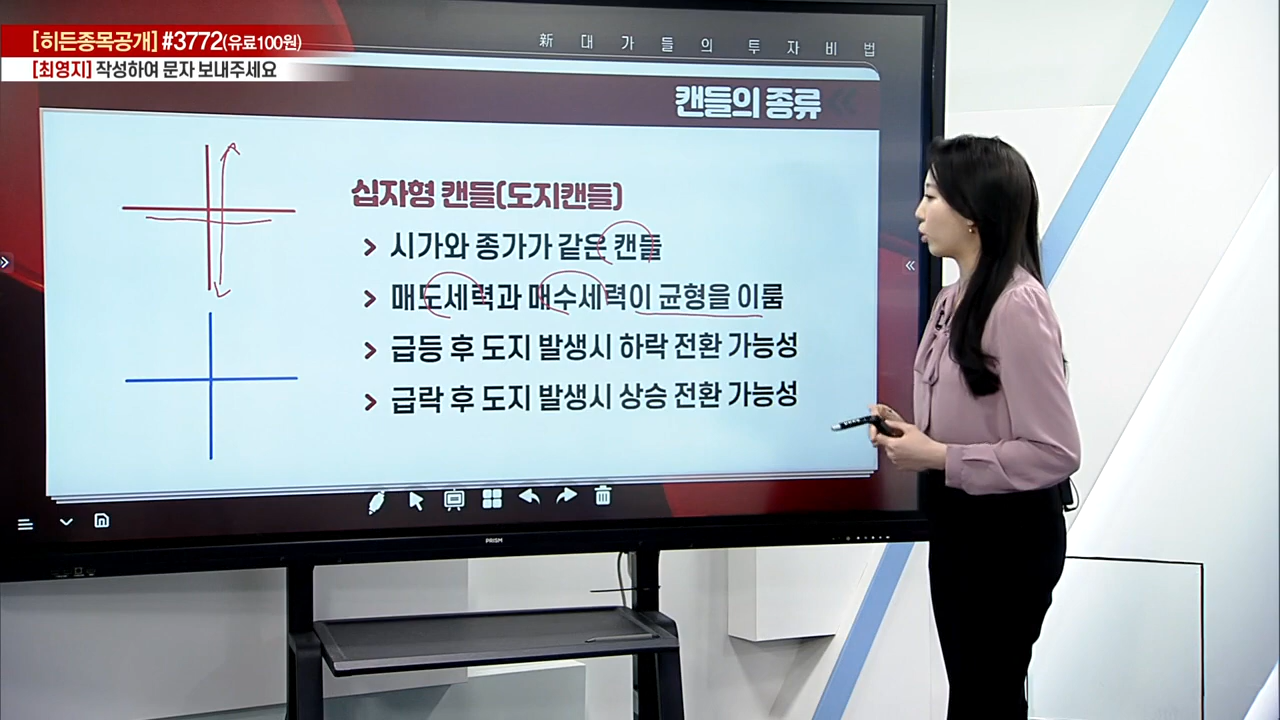 [히든종목공개] #3772(유료100원)
[최영지] 작성하여 문자 보내주세요
新 대 가 들 의 투 자 비 법
캔들의 종류
십자형 캔들(도지캔들)
시가와 종가가 같은 캔들
매도세력과 매수세력이 균형을 이룸
급등 후 도지 발생시 하락 전환 가능성
급락 후 도지 발생시 상승 전환 가능성
PRISM